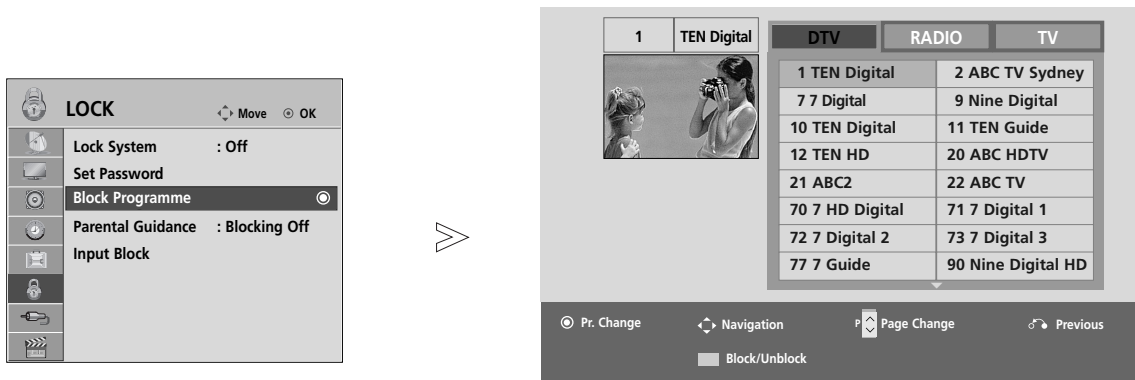 LOCK
Move OK
Lock System : Off
Set Password
Block Programme
Parental Guidance : Blocking Off
Input Block
1 TEN Digital
DTV RADIO TV
1 TEN Digital 2 ABC TV Sydney
7 7 Digital 9 Nine Digital
10 TEN Digital 11 TEN Guide
12 TEN HD 20 ABC HDTV
21 ABC2 22 ABC TV
70 7 HD Digital 71 7 Digital 1
72 7 Digital 2 73 7 Digital 3
77 7 Guide 90 Nine Digital HD
Pr. Change Navigation P Page Change Previous
Block/Unblock